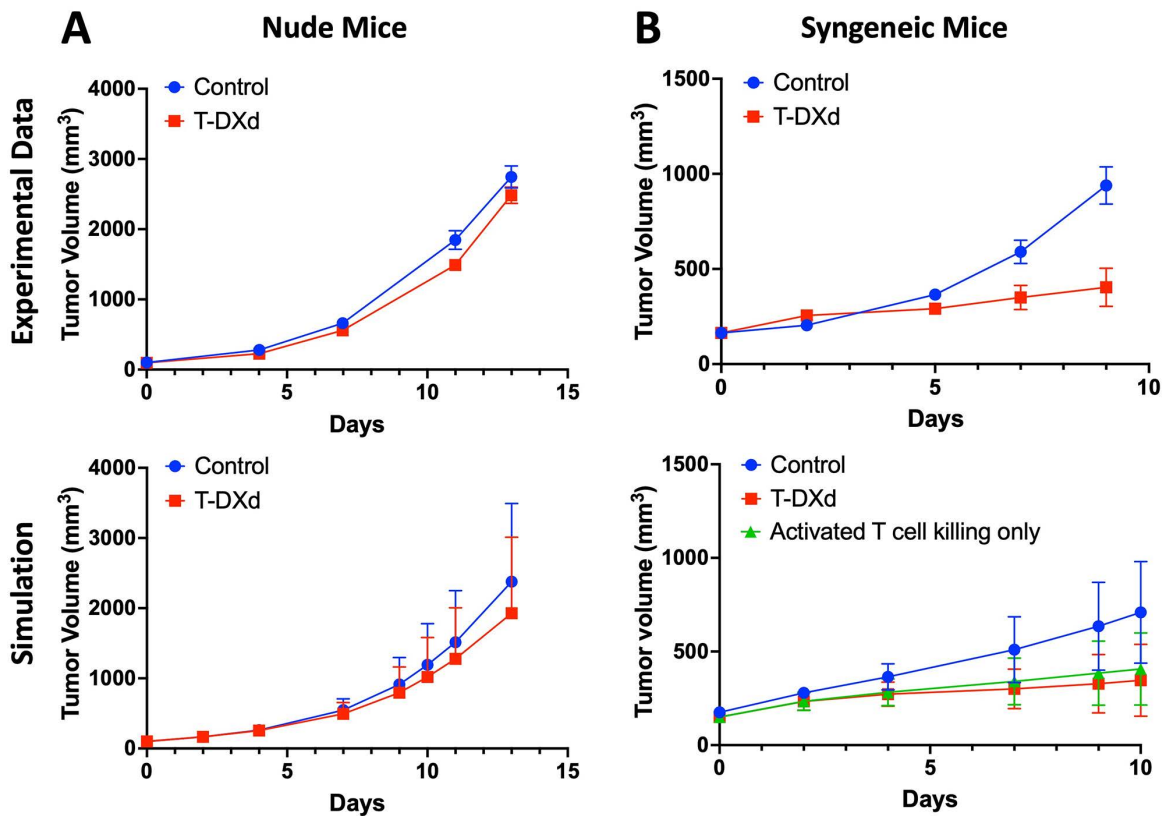 A
Nude Mice
B
Syngeneic Mice
Experimental Data
Tumor Volume (mm³)
4000
3000
2000
1000
0
Control
T-DXd
0
5
10
15
Days
Tumor Volume (mm³)
1500
1000
500
0
Control
T-DXd
0
5
10
Days
Simulation
Tumor Volume (mm³)
4000
3000
2000
1000
0
Control
T-DXd
0
5
10
15
Days
Tumor volume (mm³)
1500
1000
500
0
Control
T-DXd
Activated T cell killing only
0
5
10
Days